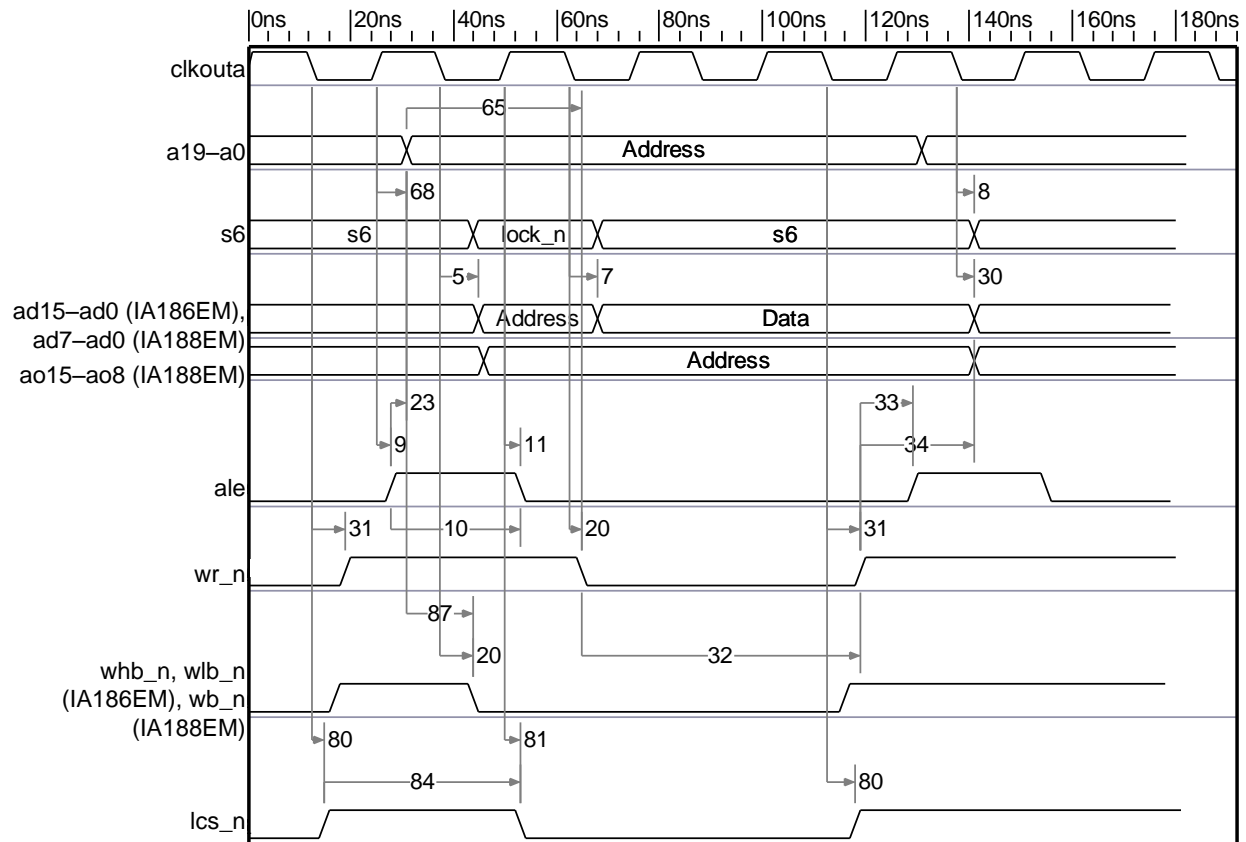 0ns 20ns 40ns 60ns 80ns 100ns 120ns 140ns 160ns 180ns
clkouta
65
a19–a0 Address
68 8
s6 s6 lock_n s6
5 7 30
ad15–ad0 (IA186EM), Address Data
ad7–ad0 (IA188EM)
ao15–ao8 (IA188EM) Address
23 33
9 11 34
ale
31 10 20 31
wr_n
87
20 32
whb_n, wlb_n
(IA186EM), wb_n
(IA188EM)
80 81
84 80
lcs_n